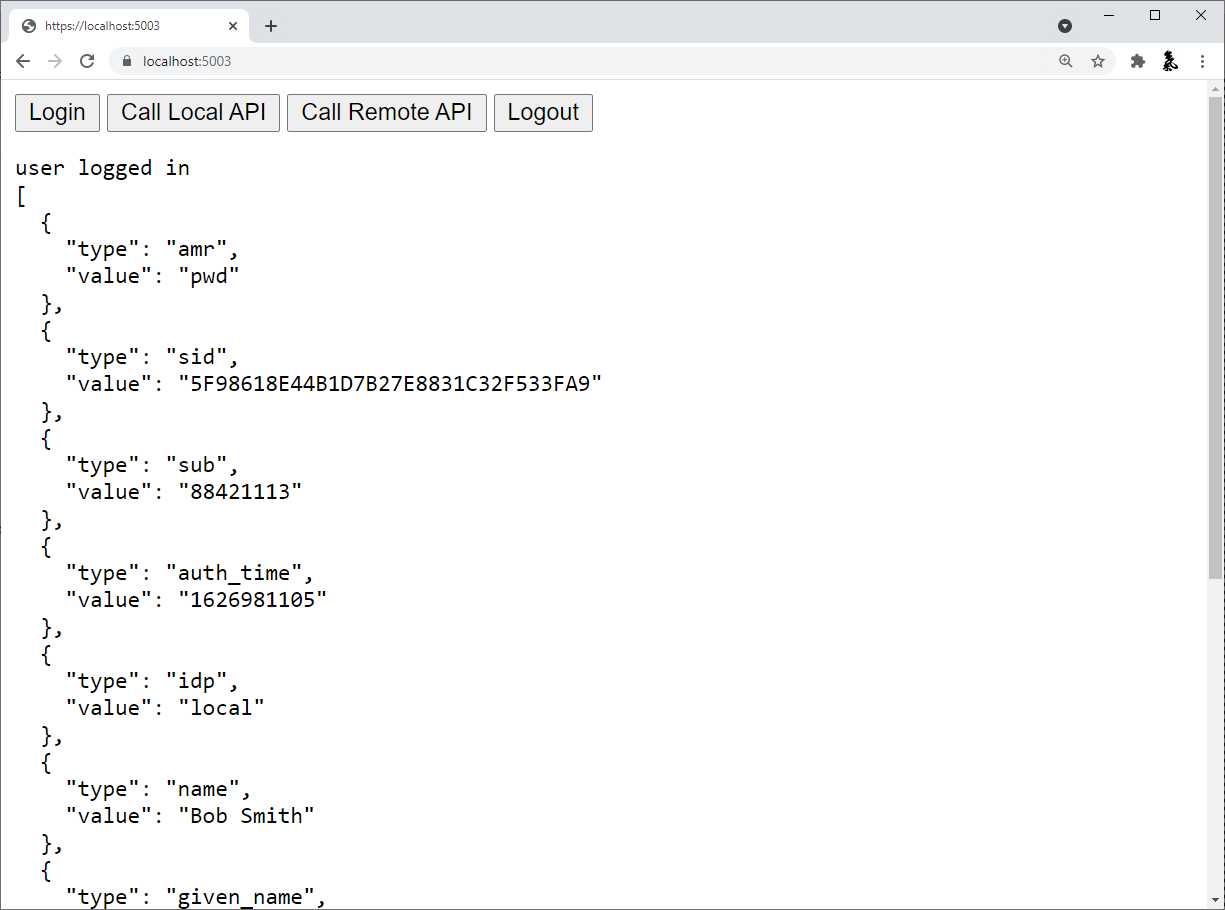 https://localhost:5003
localhost:5003
Login Call Local API Call Remote API Logout
user logged in
[
  {
    "type": "amr",
    "value": "pwd"
  },
  {
    "type": "sid",
    "value": "5F98618E44B1D7B27E8831C32F533FA9"
  },
  {
    "type": "sub",
    "value": "88421113"
  },
  {
    "type": "auth_time",
    "value": "1626981105"
  },
  {
    "type": "idp",
    "value": "local"
  },
  {
    "type": "name",
    "value": "Bob Smith"
  },
  {
    "type": "given_name",